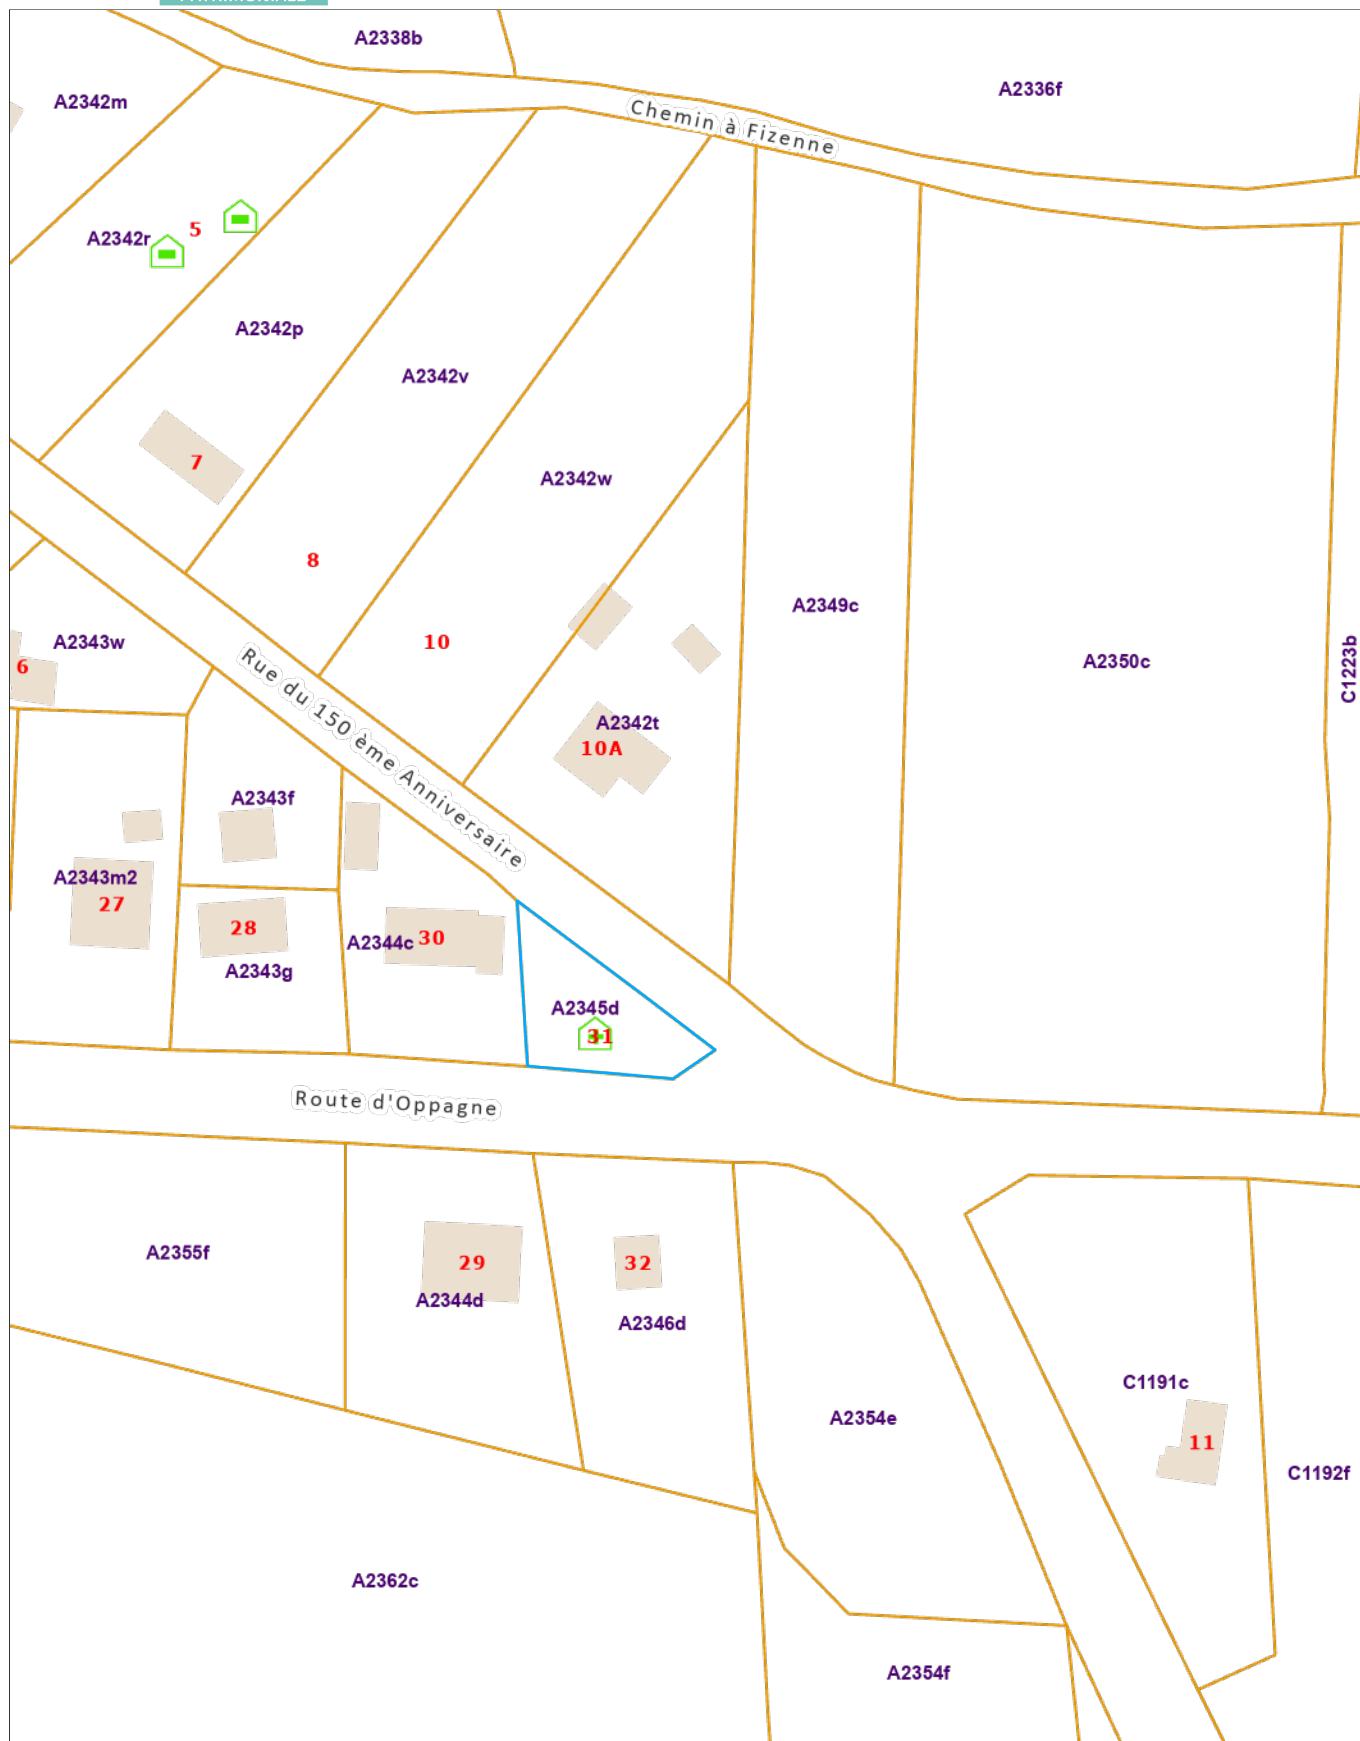 A2338b
A2336f
A2342m
Chemin à Fizenne
5
A2342r
A2342p
A2342v
7
A2342w
8
A2349c
10
A2343w
6
A2350c
C1223b
Rue du 150 ème Anniversaire
A2342t
10A
A2343f
A2343m2
27
28
A2344c
30
A2343g
A2345d
31
Route d'Oppagne
A2355f
29
32
A2344d
A2346d
C1191c
A2354e
11
C1192f
A2362c
A2354f